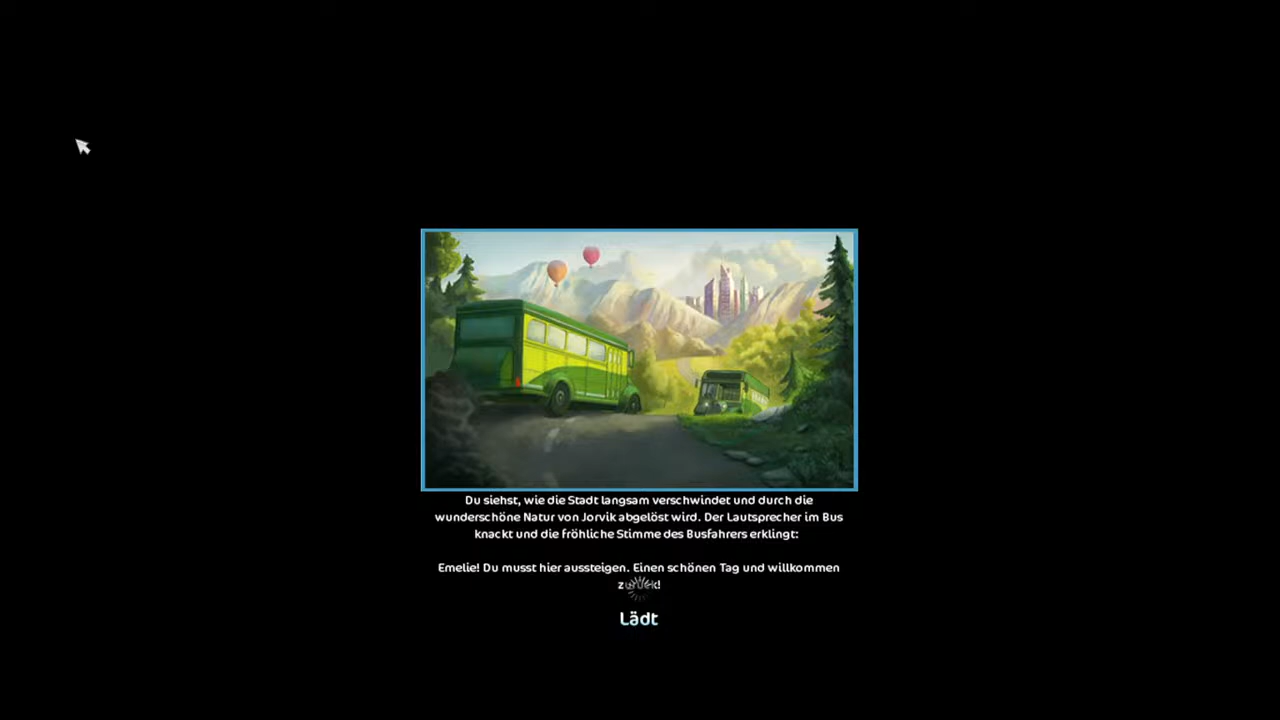 Du siehst, wie die Stadt langsam verschwindet und durch die
wunderschöne Natur von Jorvik abgelöst wird. Der Lautsprecher im Bus
knackt und die fröhliche Stimme des Busfahrers erklingt:
Emelie! Du musst hier aussteigen. Einen schönen Tag und willkommen
zurück!
Lädt